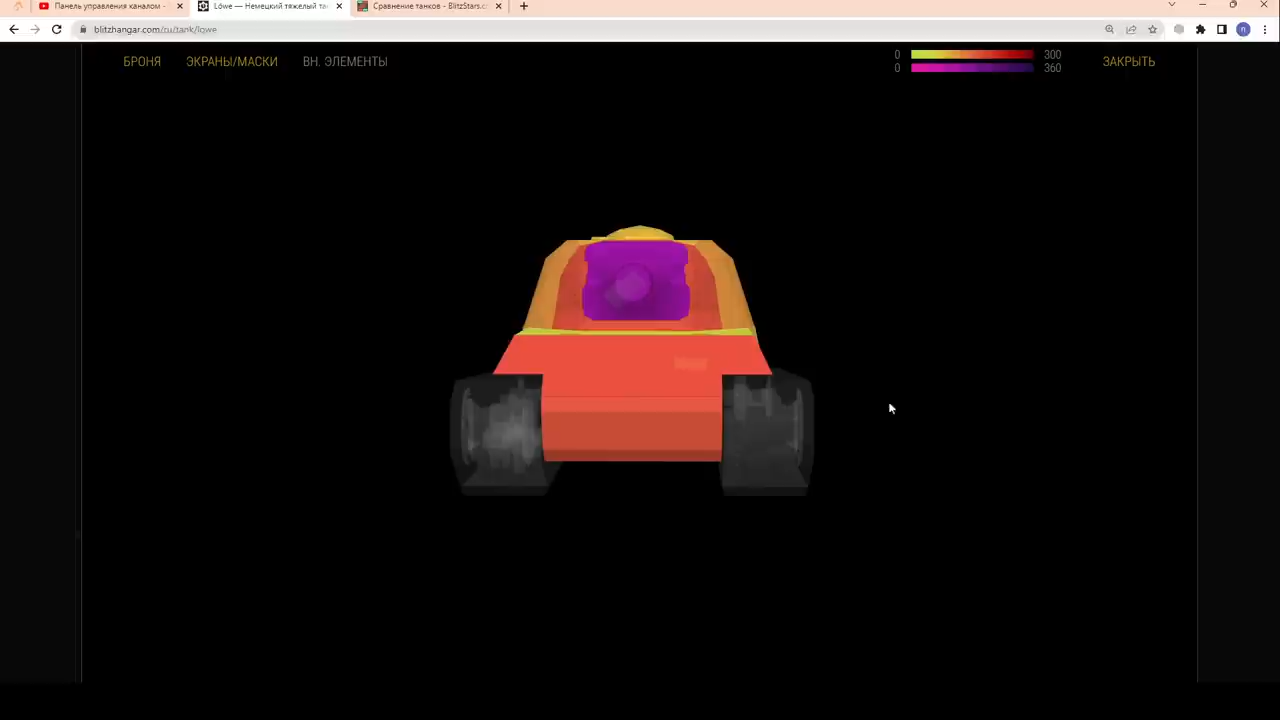 Панель управления каналом -
Löwe — Немецкий тяжелый та
Сравнение танков - BlitzStars.c
blitzhangar.com/ru/tank/lowe
БРОНЯ
ЭКРАНЫ/МАСКИ
ВН. ЭЛЕМЕНТЫ
0 300
0 360
ЗАКРЫТЬ